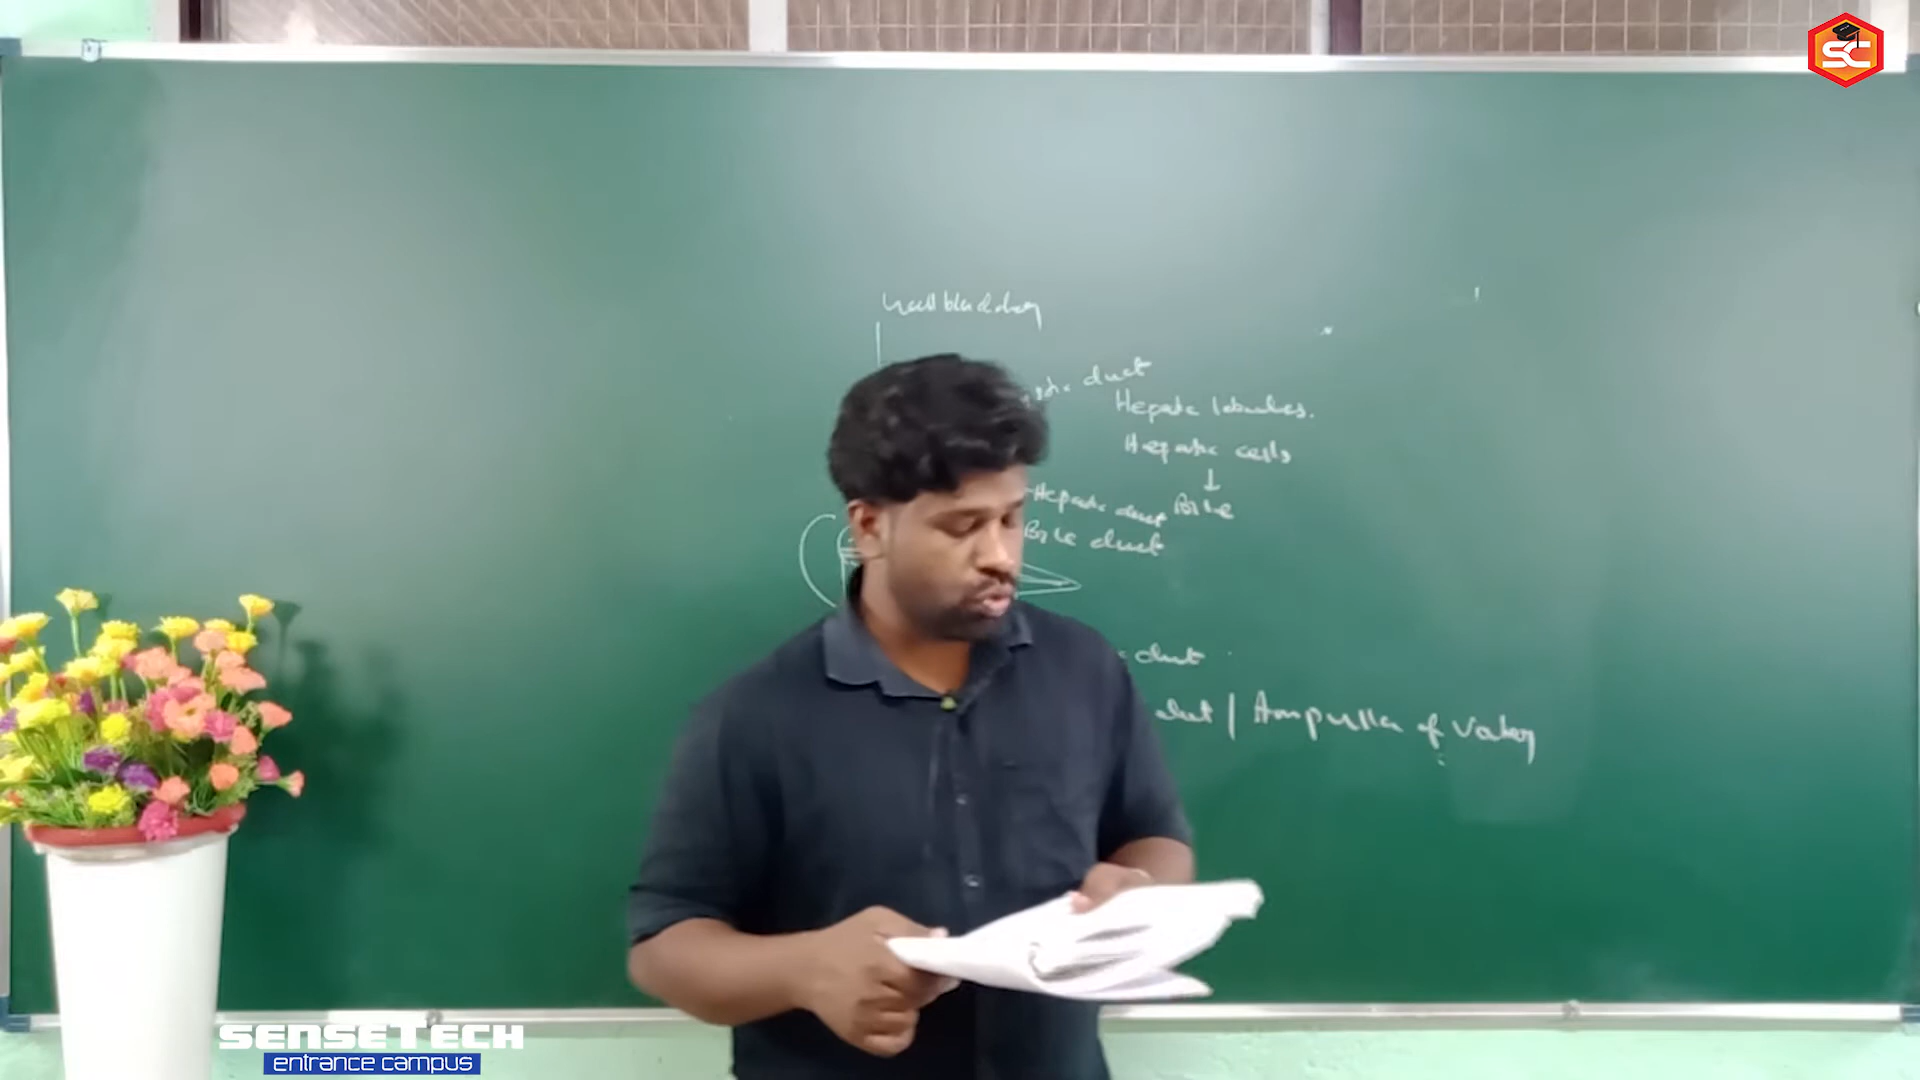 SC
Gall bladder
duct
Hepatic lobules.
Hepatic cells
↓
Hepatic duct Bile
Bile duct
duct
duct | Ampulla of Vater
SENSETECH
entrance campus